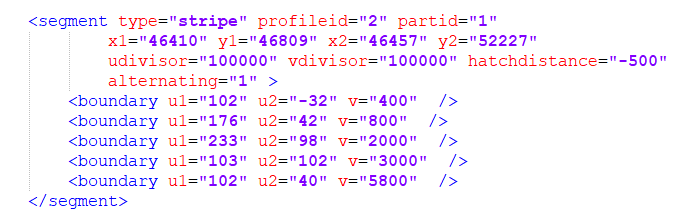 <segment type="stripe" profileid="2" partid="1"
x1="46410" y1="46809" x2="46457" y2="52227"
udivisor="100000" vdivisor="100000" hatchdistance="-500"
alternating="1" >
<boundary u1="102" u2="-32" v="400"  />
<boundary u1="176" u2="42" v="800"  />
<boundary u1="233" u2="98" v="2000"  />
<boundary u1="103" u2="102" v="3000"  />
<boundary u1="102" u2="40" v="5800"  />
</segment>